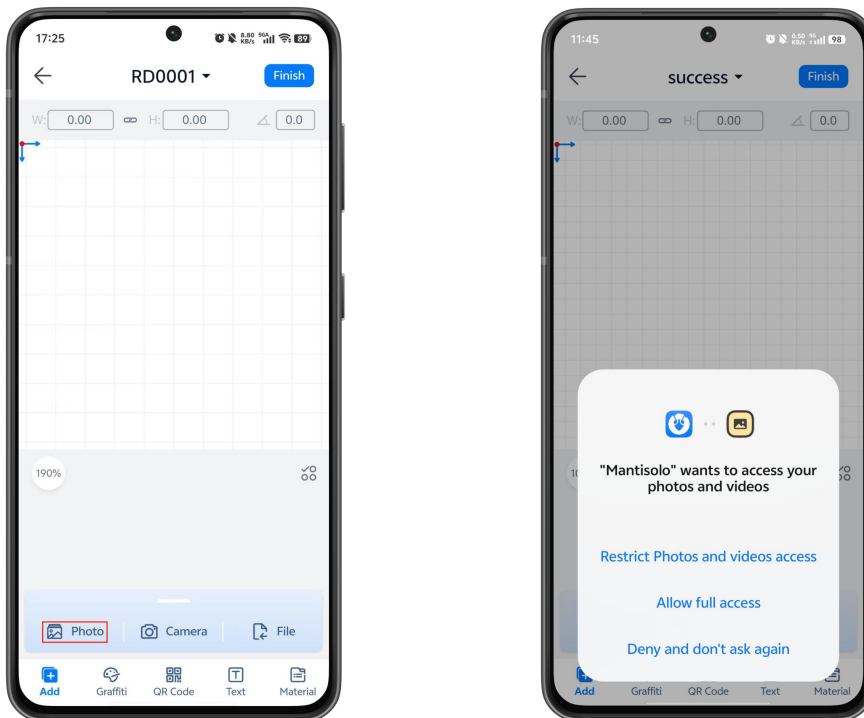 17:25
8.80 KB/s 5GA 89
RD0001
Finish
W: 0.00
H: 0.00
0.0
190%
Photo
Camera
File
Add
Graffiti
QR Code
Text
Material
11:45
0.50 KB/s 5G 98
success
Finish
W: 0.00
H: 0.00
0.0
10
"Mantisolo" wants to access your
photos and videos
Restrict Photos and videos access
Allow full access
Deny and don't ask again
Add
Graffiti
QR Code
Text
Material